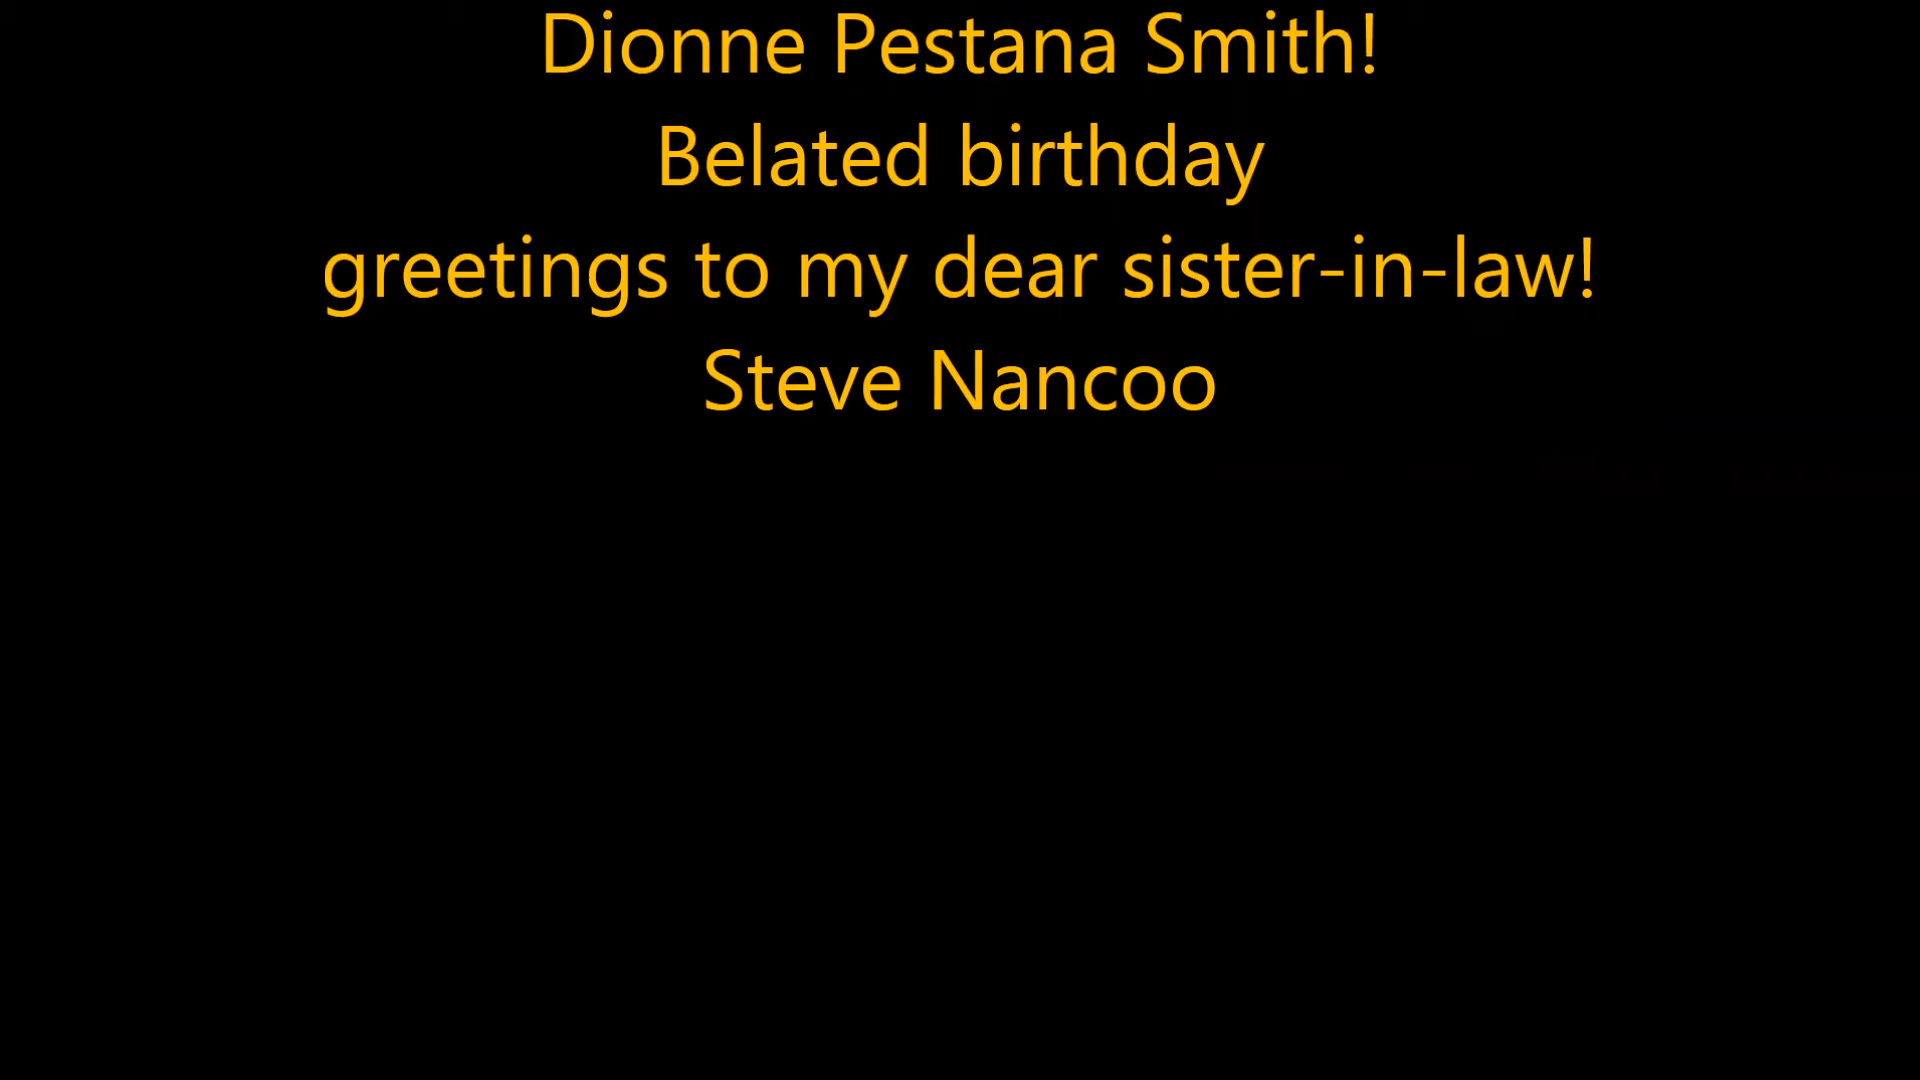 Dionne Pestana Smith!
Belated birthday
greetings to my dear sister-in-law!
Steve Nancoo